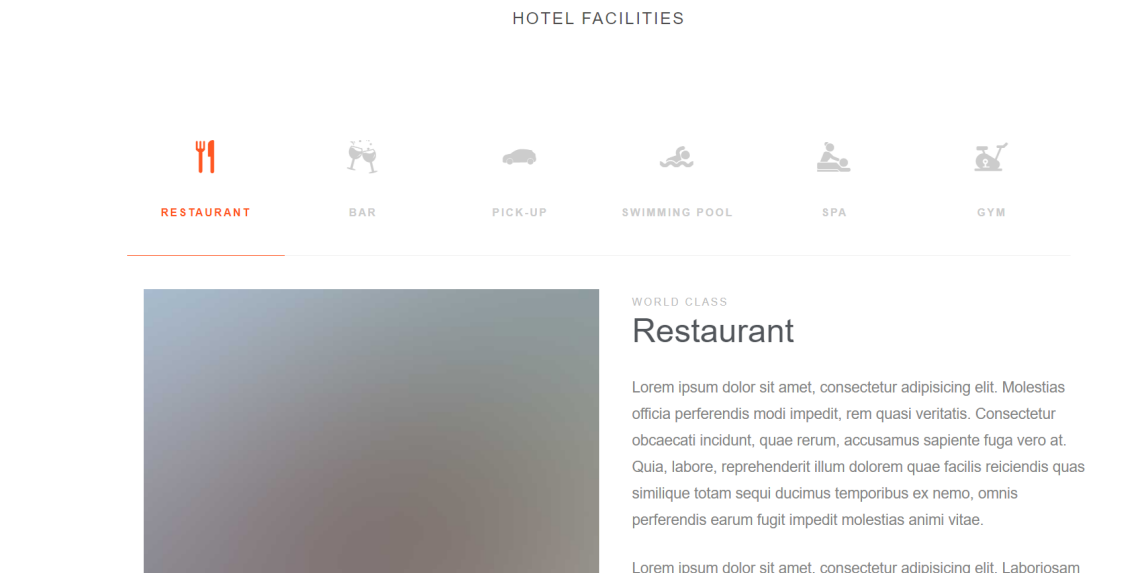 HOTEL FACILITIES
RESTAURANT
BAR
PICK-UP
SWIMMING POOL
SPA
GYM
WORLD CLASS
Restaurant
Lorem ipsum dolor sit amet, consectetur adipisicing elit. Molestias
officia perferendis modi impedit, rem quasi veritatis. Consectetur
obcaecati incidunt, quae rerum, accusamus sapiente fuga vero at.
Quia, labore, reprehenderit illum dolorem quae facilis reiciendis quas
similique totam sequi ducimus temporibus ex nemo, omnis
perferendis earum fugit impedit molestias animi vitae.
Lorem ipsum dolor sit amet, consectetur adipisicing elit. Laboriosam